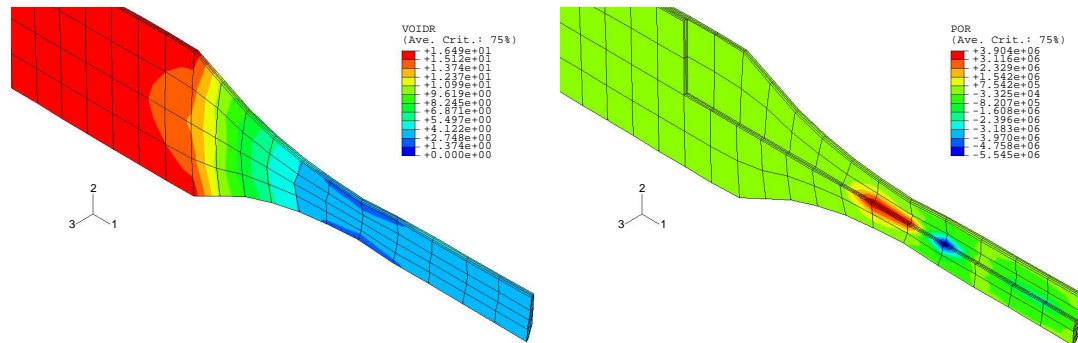 VOIDR
(Ave. Crit.: 75%)
+1.649e+01
+1.512e+01
+1.374e+01
+1.237e+01
+1.099e+01
+9.619e+00
+8.245e+00
+6.871e+00
+5.497e+00
+4.122e+00
+2.748e+00
+1.374e+00
+0.000e+00
2
3
1
POR
(Ave. Crit.: 75%)
+3.904e+06
+3.116e+06
+2.329e+06
+1.542e+06
+7.542e+05
-3.325e+04
-8.207e+05
-1.608e+06
-2.396e+06
-3.183e+06
-3.970e+06
-4.758e+06
-5.545e+06
2
3
1